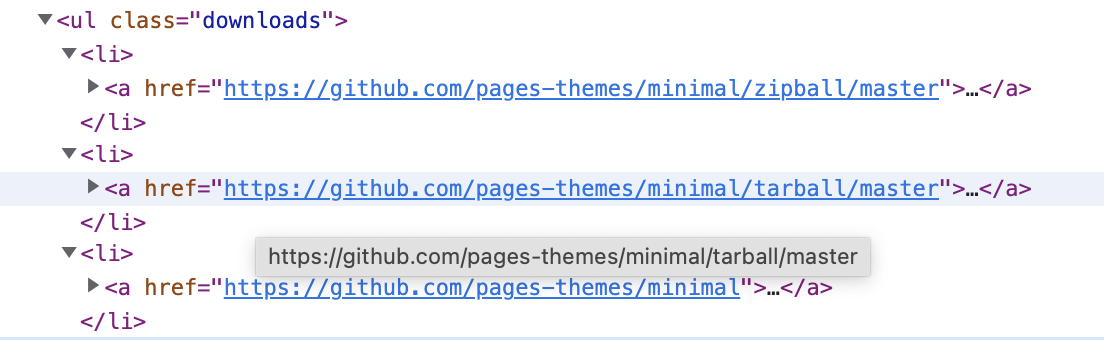 <ul class="downloads">
<li>
<a href="https://github.com/pages-themes/minimal/zipball/master">…</a>
</li>
<li>
<a href="https://github.com/pages-themes/minimal/tarball/master">…</a>
</li>
<li>
https://github.com/pages-themes/minimal/tarball/master
<a href="https://github.com/pages-themes/minimal">…</a>
</li>